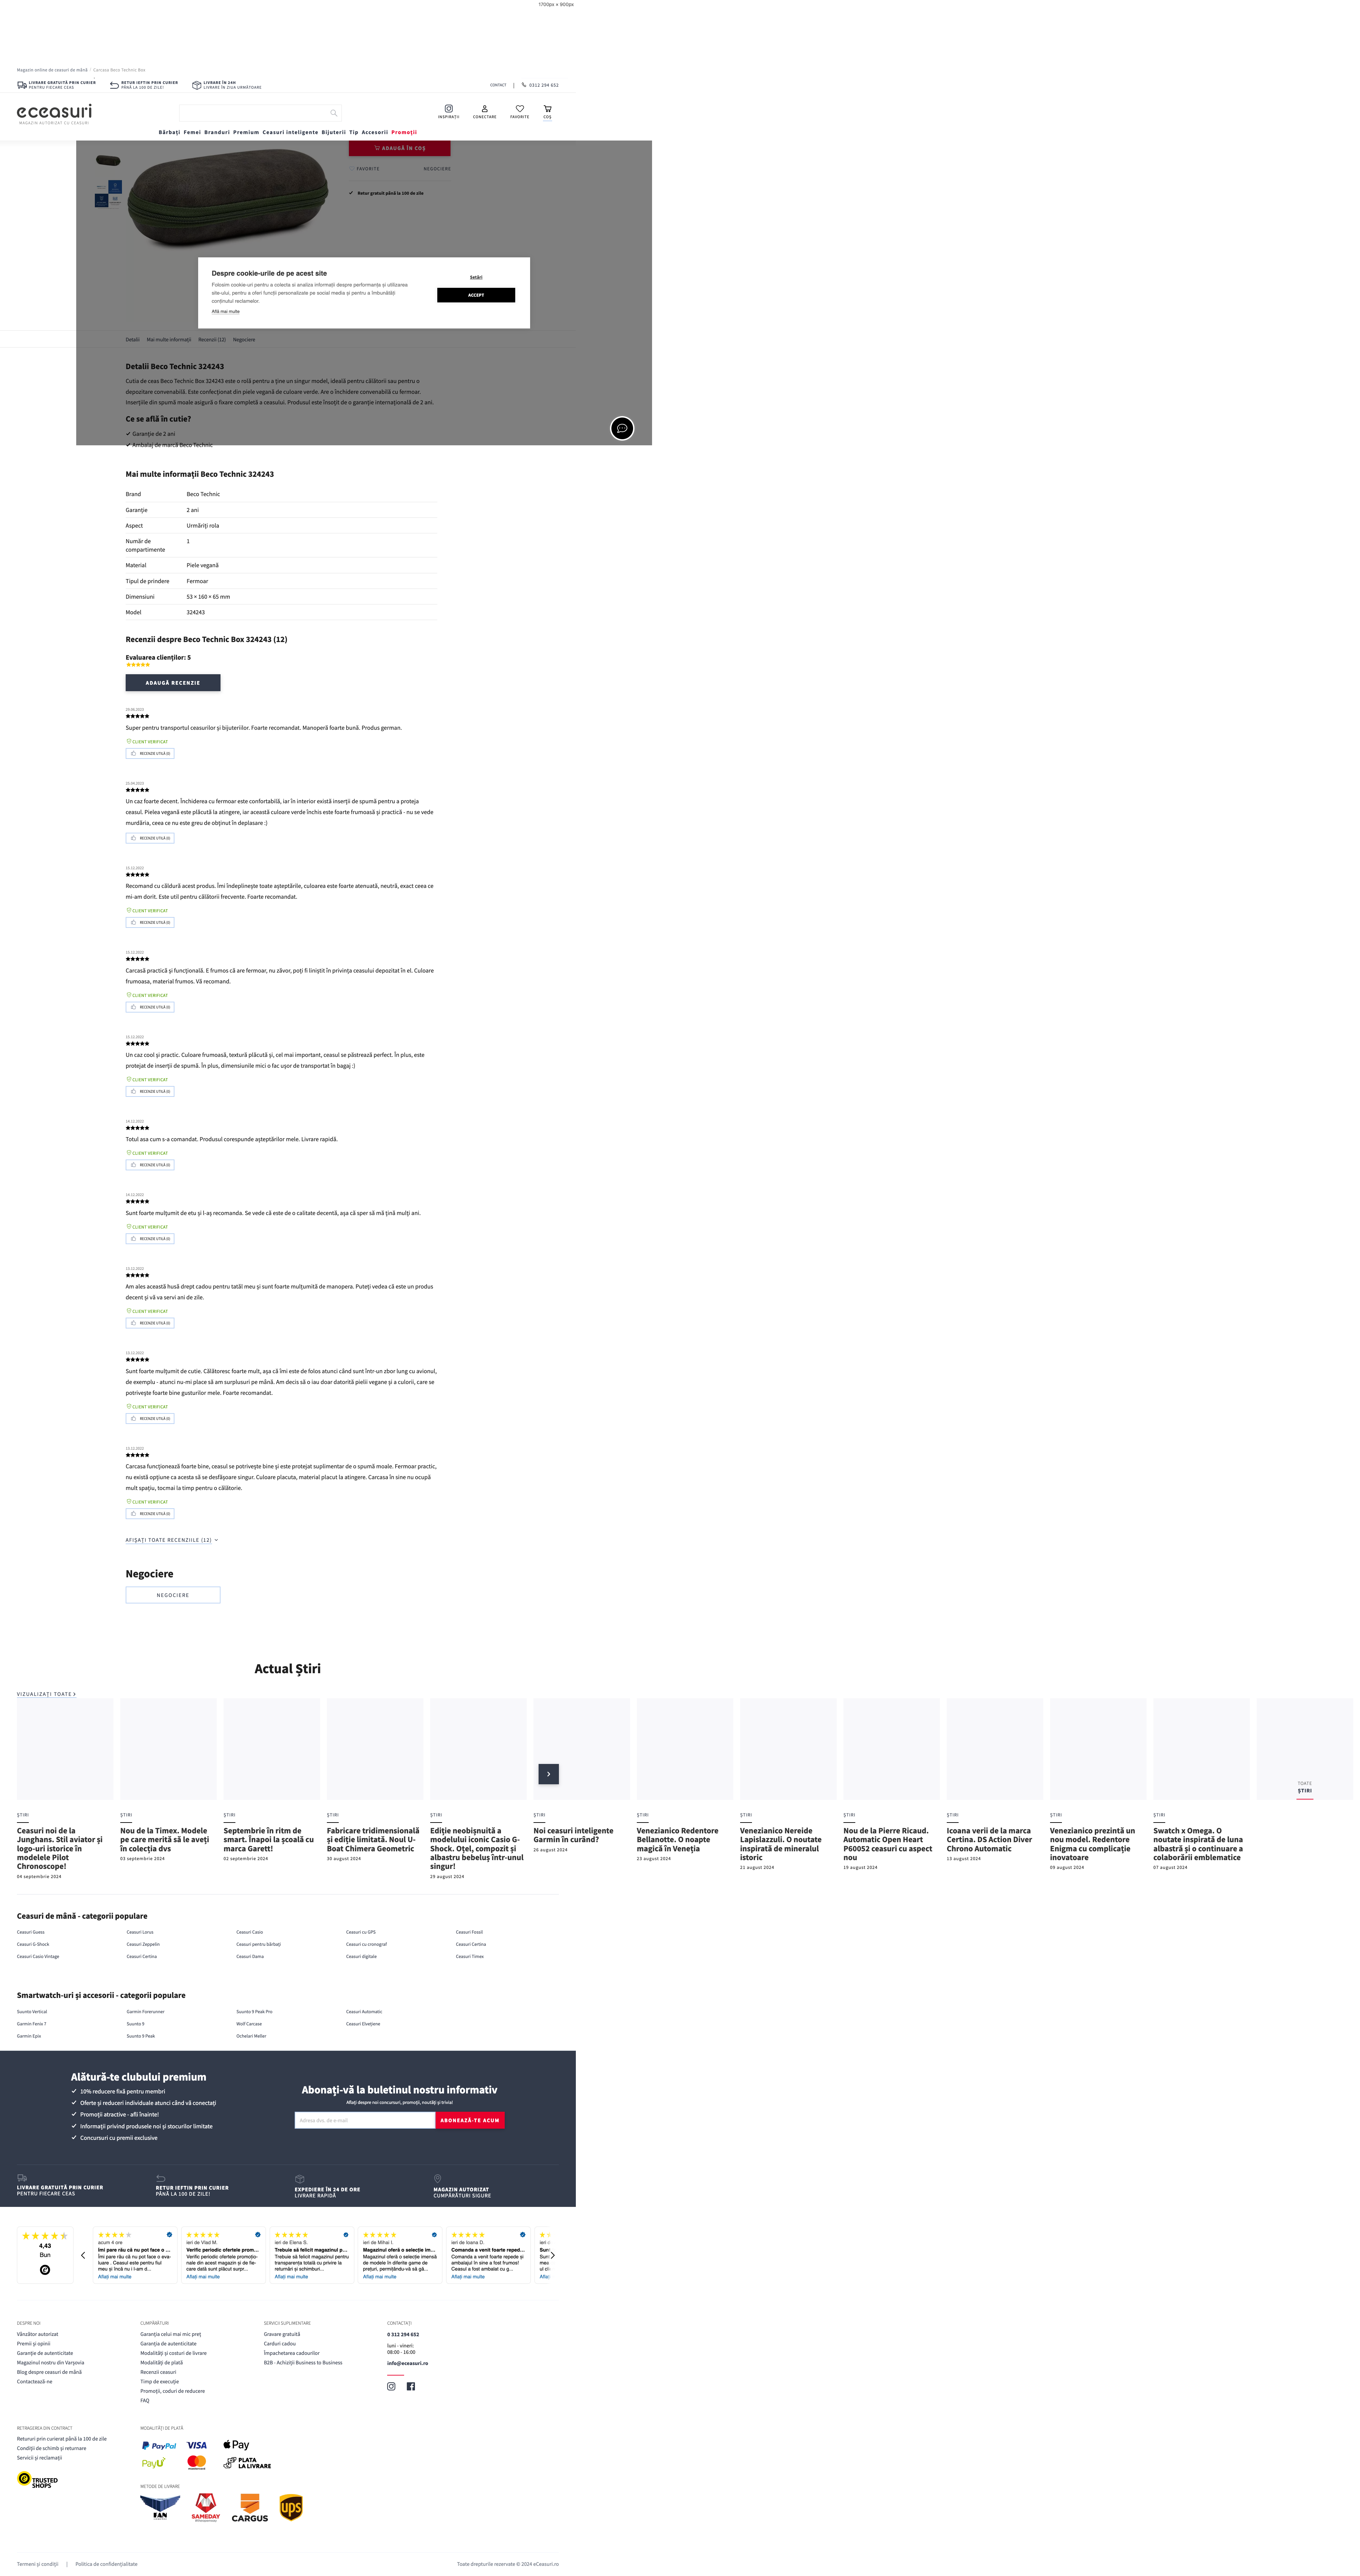 1700px × 900px
Magazin online de ceasuri de mână > Carcasa Beco Technic Box
LIVRARE GRATUITĂ PRIN CURIER
PENTRU FIECARE CEAS
RETUR IEFTIN PRIN CURIER
PÂNĂ LA 100 DE ZILE!
LIVRARE ÎN 24H
LIVRARE ÎN ZIUA URMĂTOARE
CONTACT | 0312 294 652
eceasuri
MAGAZIN AUTORIZAT CU CEASURI
INSPIRAȚII
CONECTARE
FAVORITE
COȘ
Bărbați Femei Branduri Premium Ceasuri inteligente Bijuterii Tip Accesorii Promoții
ADAUGĂ ÎN COȘ
FAVORITE
NEGOCIERE
Retur gratuit până la 100 de zile
Despre cookie-urile de pe acest site
Folosim cookie-uri pentru a colecta si analiza informații despre performanța și utilizarea
site-ului, pentru a oferi funcții personalizate pe social media și pentru a îmbunătăți
conținutul reclamelor.
Află mai multe
Setări
ACCEPT
Detalii Mai multe informații Recenzii (12) Negociere
Detalii Beco Technic 324243
Cutia de ceas Beco Technic Box 324243 este o rolă pentru a ține un singur model, ideală pentru călătorii sau pentru o
depozitare convenabilă. Este confecționat din piele vegană de culoare verde. Are o închidere convenabilă cu fermoar.
Inserțiile din spumă moale asigură o fixare completă a ceasului. Produsul este însoțit de o garanție internațională de 2 ani.
Ce se află în cutie?
Garanție de 2 ani
Ambalaj de marcă Beco Technic
Mai multe informații Beco Technic 324243
Brand Beco Technic
Garanție 2 ani
Aspect Urmăriți rola
Număr de compartimente 1
Material Piele vegană
Tipul de prindere Fermoar
Dimensiuni 53 × 160 × 65 mm
Model 324243
Recenzii despre Beco Technic Box 324243 (12)
Evaluarea clienților: 5
ADAUGĂ RECENZIE
Super pentru transportul ceasurilor și bijuteriilor. Foarte recomandat. Manoperă foarte bună. Produs german.
CLIENT VERIFICAT
RECENZIE UTILĂ (0)
Un caz foarte decent. Închiderea cu fermoar este confortabilă, iar în interior există inserții de spumă pentru a proteja
ceasul. Pielea vegană este plăcută la atingere, iar această culoare verde închis este foarte frumoasă și practică - nu se vede
murdăria, ceea ce nu este greu de obținut în deplasare :)
RECENZIE UTILĂ (0)
Recomand cu căldură acest produs. Îmi îndeplinește toate așteptările, culoarea este foarte atenuată, neutră, exact ceea ce
mi-am dorit. Este util pentru călătorii frecvente. Foarte recomandat.
CLIENT VERIFICAT
RECENZIE UTILĂ (0)
Carcasă practică și funcțională. E frumos că are fermoar, nu zăvor, poți fi liniștit în privința ceasului depozitat în el. Culoare
frumoasa, material frumos. Vă recomand.
CLIENT VERIFICAT
RECENZIE UTILĂ (0)
Un caz cool și practic. Culoare frumoasă, textură plăcută și, cel mai important, ceasul se păstrează perfect. În plus, este
protejat de inserții de spumă. În plus, dimensiunile mici o fac ușor de transportat în bagaj :)
CLIENT VERIFICAT
RECENZIE UTILĂ (0)
Totul asa cum s-a comandat. Produsul corespunde așteptărilor mele. Livrare rapidă.
CLIENT VERIFICAT
RECENZIE UTILĂ (0)
Sunt foarte mulțumit de etu și l-aș recomanda. Se vede că este de o calitate decentă, așa că sper să mă țină mulți ani.
CLIENT VERIFICAT
RECENZIE UTILĂ (0)
Am ales această husă drept cadou pentru tatăl meu și sunt foarte mulțumită de manopera. Puteți vedea că este un produs
decent și vă va servi ani de zile.
CLIENT VERIFICAT
RECENZIE UTILĂ (0)
Sunt foarte mulțumit de cutie. Călătoresc foarte mult, așa că îmi este de folos atunci când sunt într-un zbor lung cu avionul,
de exemplu - atunci nu-mi place să am surplusuri pe mână. Am decis să o iau doar datorită pielii vegane și a culorii, care se
potrivește foarte bine gusturilor mele. Foarte recomandat.
CLIENT VERIFICAT
RECENZIE UTILĂ (0)
Carcasa funcționează foarte bine, ceasul se potrivește bine și este protejat suplimentar de o spumă moale. Fermoar practic,
nu există opțiune ca acesta să se desfășoare singur. Culoare placuta, material placut la atingere. Carcasa în sine nu ocupă
mult spațiu, tocmai la timp pentru o călătorie.
CLIENT VERIFICAT
RECENZIE UTILĂ (0)
AFIȘAȚI TOATE RECENZIILE (12)
Negociere
NEGOCIERE
Actual Știri
VIZUALIZAȚI TOATE
TOATE
ȘTIRI
ȘTIRI
Ceasuri noi de la
Junghans. Stil aviator și
logo-uri istorice în
modelele Pilot
Chronoscope!
04 septembrie 2024
ȘTIRI
Nou de la Timex. Modele
pe care merită să le aveți
în colecția dvs
03 septembrie 2024
ȘTIRI
Septembrie în ritm de
smart. Înapoi la școală cu
marca Garett!
02 septembrie 2024
ȘTIRI
Fabricare tridimensională
și ediție limitată. Noul U-
Boat Chimera Geometric
30 august 2024
ȘTIRI
Ediție neobișnuită a
modelului iconic Casio G-
Shock. Oțel, compozit și
albastru bebeluș într-unul
singur!
29 august 2024
ȘTIRI
Noi ceasuri inteligente
Garmin în curând?
26 august 2024
ȘTIRI
Venezianico Redentore
Bellanotte. O noapte
magică în Veneția
23 august 2024
ȘTIRI
Venezianico Nereide
Lapislazzuli. O noutate
inspirată de mineralul
istoric
21 august 2024
ȘTIRI
Nou de la Pierre Ricaud.
Automatic Open Heart
P60052 ceasuri cu aspect
nou
19 august 2024
ȘTIRI
Icoana verii de la marca
Certina. DS Action Diver
Chrono Automatic
13 august 2024
ȘTIRI
Venezianico prezintă un
nou model. Redentore
Enigma cu complicație
inovatoare
09 august 2024
ȘTIRI
Swatch x Omega. O
noutate inspirată de luna
albastră și o continuare a
colaborării emblematice
07 august 2024
Ceasuri de mână - categorii populare
Ceasuri Guess Ceasuri Lorus Ceasuri Casio Ceasuri cu GPS Ceasuri Fossil
Ceasuri G-Shock Ceasuri Zeppelin Ceasuri pentru bărbați Ceasuri cu cronograf Ceasuri Certina
Ceasuri Casio Vintage Ceasuri Certina Ceasuri Dama Ceasuri digitale Ceasuri Timex
Smartwatch-uri și accesorii - categorii populare
Suunto Vertical Garmin Forerunner Suunto 9 Peak Pro Ceasuri Automatic
Garmin Fenix 7 Suunto 9 Wolf Carcase Ceasuri Elvețiene
Garmin Epix Suunto 9 Peak Ochelari Meller
Alătură-te clubului premium
10% reducere fixă pentru membri
Oferte și reduceri individuale atunci când vă conectați
Promoții atractive - afli înainte!
Informații privind produsele noi și stocurilor limitate
Concursuri cu premii exclusive
Abonați-vă la buletinul nostru informativ
Aflați despre noi concursuri, promoții, noutăți și trivia!
Adresa dvs. de e-mail
ABONEAZĂ-TE ACUM
LIVRARE GRATUITĂ PRIN CURIER
PENTRU FIECARE CEAS
RETUR IEFTIN PRIN CURIER
PÂNĂ LA 100 DE ZILE!
EXPEDIERE ÎN 24 DE ORE
LIVRARE RAPIDĂ
MAGAZIN AUTORIZAT
CUMPĂRĂTURI SIGURE
4,43
Bun
acum 4 ore
Îmi pare rău că nu pot face o ...
Îmi pare rău că nu pot face o eva-
luare . Ceasul este pentru fiul
meu și încă nu i l-am d...
Aflați mai multe
ieri de Vlad M.
Verific periodic ofertele prom...
Verific periodic ofertele promoțio-
nale din acest magazin și de fie-
care dată sunt plăcut surpr...
Aflați mai multe
ieri de Elena S.
Trebuie să felicit magazinul p...
Trebuie să felicit magazinul pentru
transparența totală cu privire la
returnări și schimburi...
Aflați mai multe
ieri de Mihai I.
Magazinul oferă o selecție im...
Magazinul oferă o selecție imensă
de modele în diferite game de
prețuri, permițându-vă să gă...
Aflați mai multe
ieri de Ioana D.
Comanda a venit foarte reped...
Comanda a venit foarte repede și
ambalajul în sine a fost frumos!
Ceasul a fost ambalat cu g...
Aflați mai multe
DESPRE NOI
Vânzător autorizat
Premii și opinii
Garanție de autenticitate
Magazinul nostru din Varșovia
Blog despre ceasuri de mână
Contactează-ne
CUMPĂRĂTURI
Garanția celui mai mic preț
Garanția de autenticitate
Modalități și costuri de livrare
Modalități de plată
Recenzii ceasuri
Timp de execuție
Promoții, coduri de reducere
FAQ
SERVICII SUPLIMENTARE
Gravare gratuită
Carduri cadou
Împachetarea cadourilor
B2B - Achiziții Business to Business
CONTACTAȚI
0 312 294 652
luni - vineri:
08:00 - 16:00
info@eceasuri.ro
RETRAGEREA DIN CONTRACT
Retururi prin curierat până la 100 de zile
Condiții de schimb și returnare
Servicii și reclamații
TRUSTED
SHOPS
MODALITĂȚI DE PLATĂ
PayPal VISA Pay
PayU mastercard PLATA
LA LIVRARE
METODE DE LIVRARE
FAN SAMEDAY CARGUS ups
Termeni și condiții | Politica de confidențialitate
Toate drepturile rezervate © 2024 eCeasuri.ro